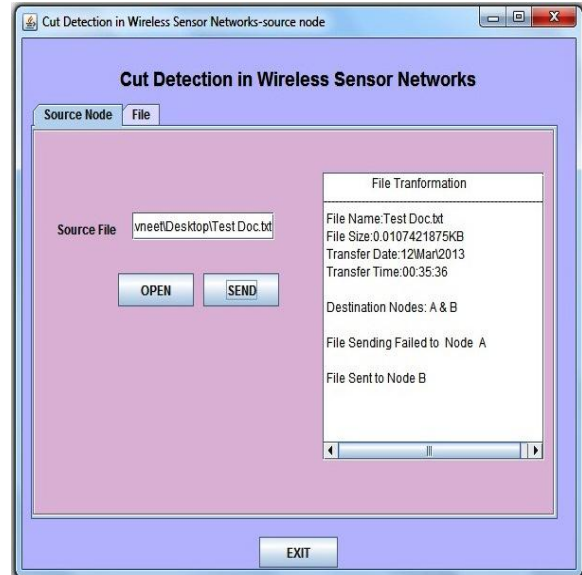 Cut Detection in Wireless Sensor Networks-source node
Cut Detection in Wireless Sensor Networks
Source Node File
File Tranformation
Source File vneet\Desktop\Test Doc.txt
File Name:Test Doc.txt
File Size:0.0107421875KB
Transfer Date:12\Mar\2013
Transfer Time:00:35:36
OPEN SEND
Destination Nodes: A & B
File Sending Failed to Node A
File Sent to Node B
EXIT